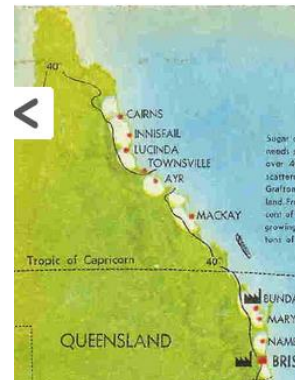 40
CAIRNS
INNISFAIL
LUCINDA
TOWNSVILLE
AYR
Sugar
needs
over 4
scatter
Grafton
land. Fr
cent of
growing
tons of
MACKAY
Tropic of Capricorn
40
BUNDA
MARY
NAMB
QUEENSLAND
BRIS